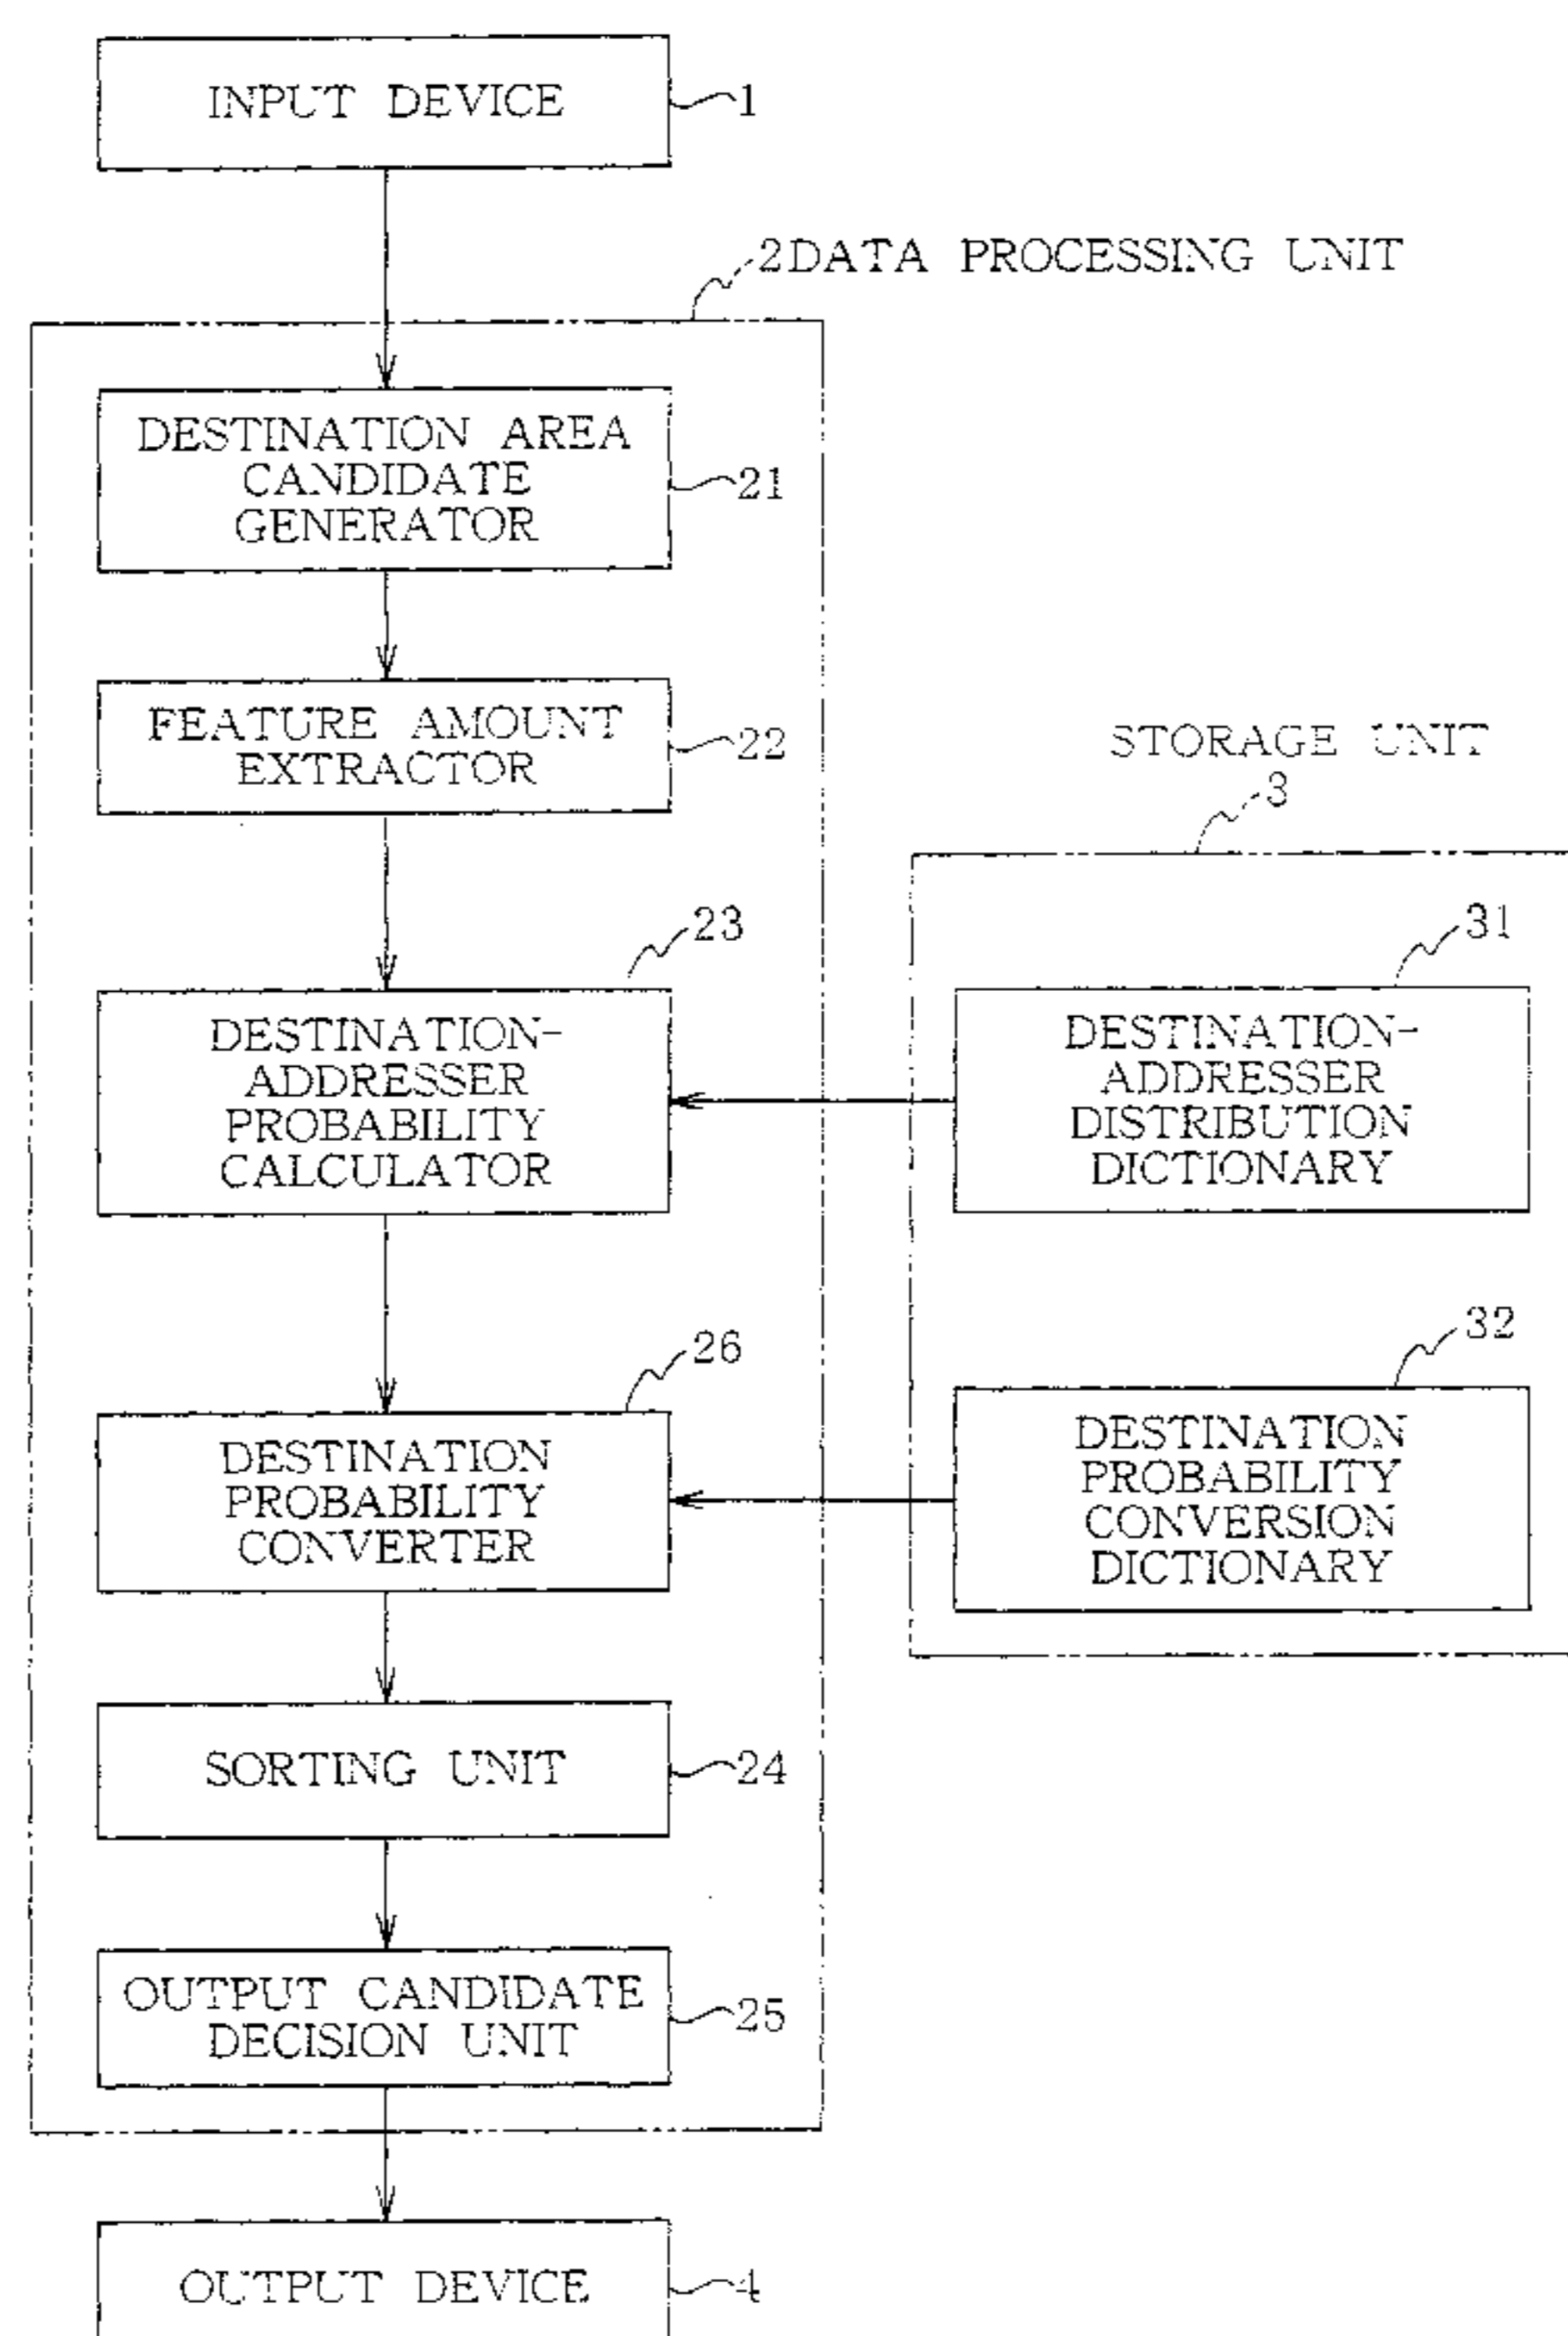 INPUT DEVICE
1
2DATA PROCESSING UNIT
DESTINATION AREA
CANDIDATE
GENERATOR
21
FEATURE AMOUNT
EXTRACTOR
22
STORAGE UNIT
3
23
31
DESTINATION-
ADDRESSER
PROBABILITY
CALCULATOR
DESTINATION-
ADDRESSER
DISTRIBUTION
DICTIONARY
26
32
DESTINATION
PROBABILITY
CONVERTER
DESTINATION
PROBABILITY
CONVERSION
DICTIONARY
SORTING UNIT
24
OUTPUT CANDIDATE
DECISION UNIT
25
OUTPUT DEVICE
4